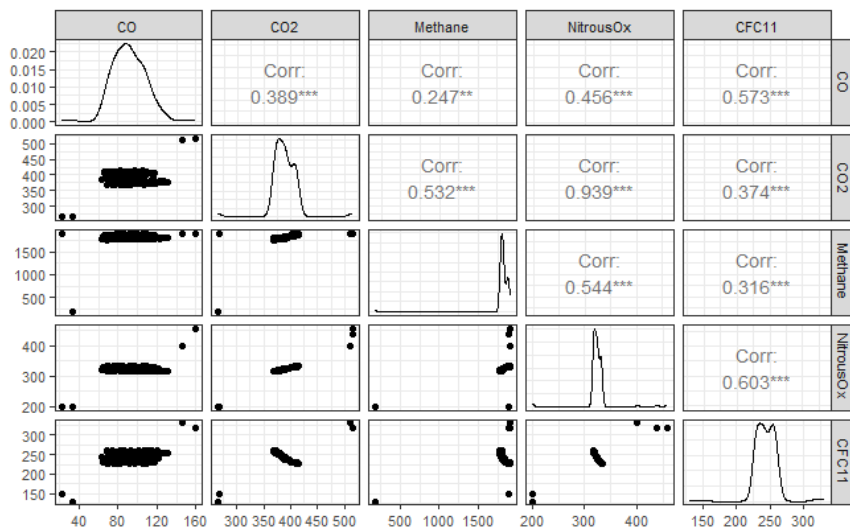 CO CO2 Methane NitrousOx CFC11
0.020
0.015
0.010
0.005
0.000
Corr: Corr: Corr: Corr:
0.389*** 0.247** 0.456*** 0.573***
CO
500
450
400
350
300
Corr: Corr: Corr:
0.532*** 0.939*** 0.374***
CO2
1500
1000
500
Corr: Corr:
0.544*** 0.316***
Methane
400
300
200
Corr:
0.603***
NitrousOx
300
250
200
150
CFC11
40 80 120 160 300 350 400 450 500 500 1000 1500 200 300 400 150 200 250 300